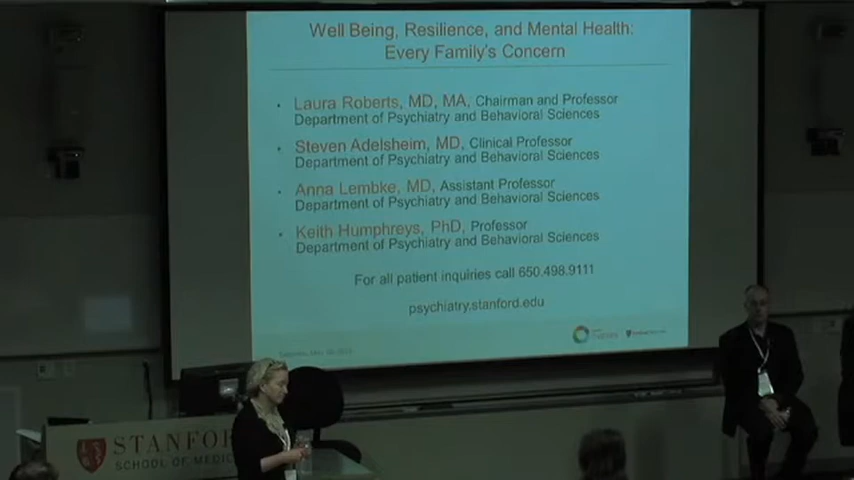 Well Being, Resilience, and Mental Health:
Every Family's Concern
• Laura Roberts, MD, MA, Chairman and Professor
Department of Psychiatry and Behavioral Sciences
• Steven Adelsheim, MD, Clinical Professor
Department of Psychiatry and Behavioral Sciences
• Anna Lembke, MD, Assistant Professor
Department of Psychiatry and Behavioral Sciences
• Keith Humphreys, PhD, Professor
Department of Psychiatry and Behavioral Sciences
For all patient inquiries call 650.498.9111
psychiatry.stanford.edu
STANFOR
SCHOOL OF MEDIC